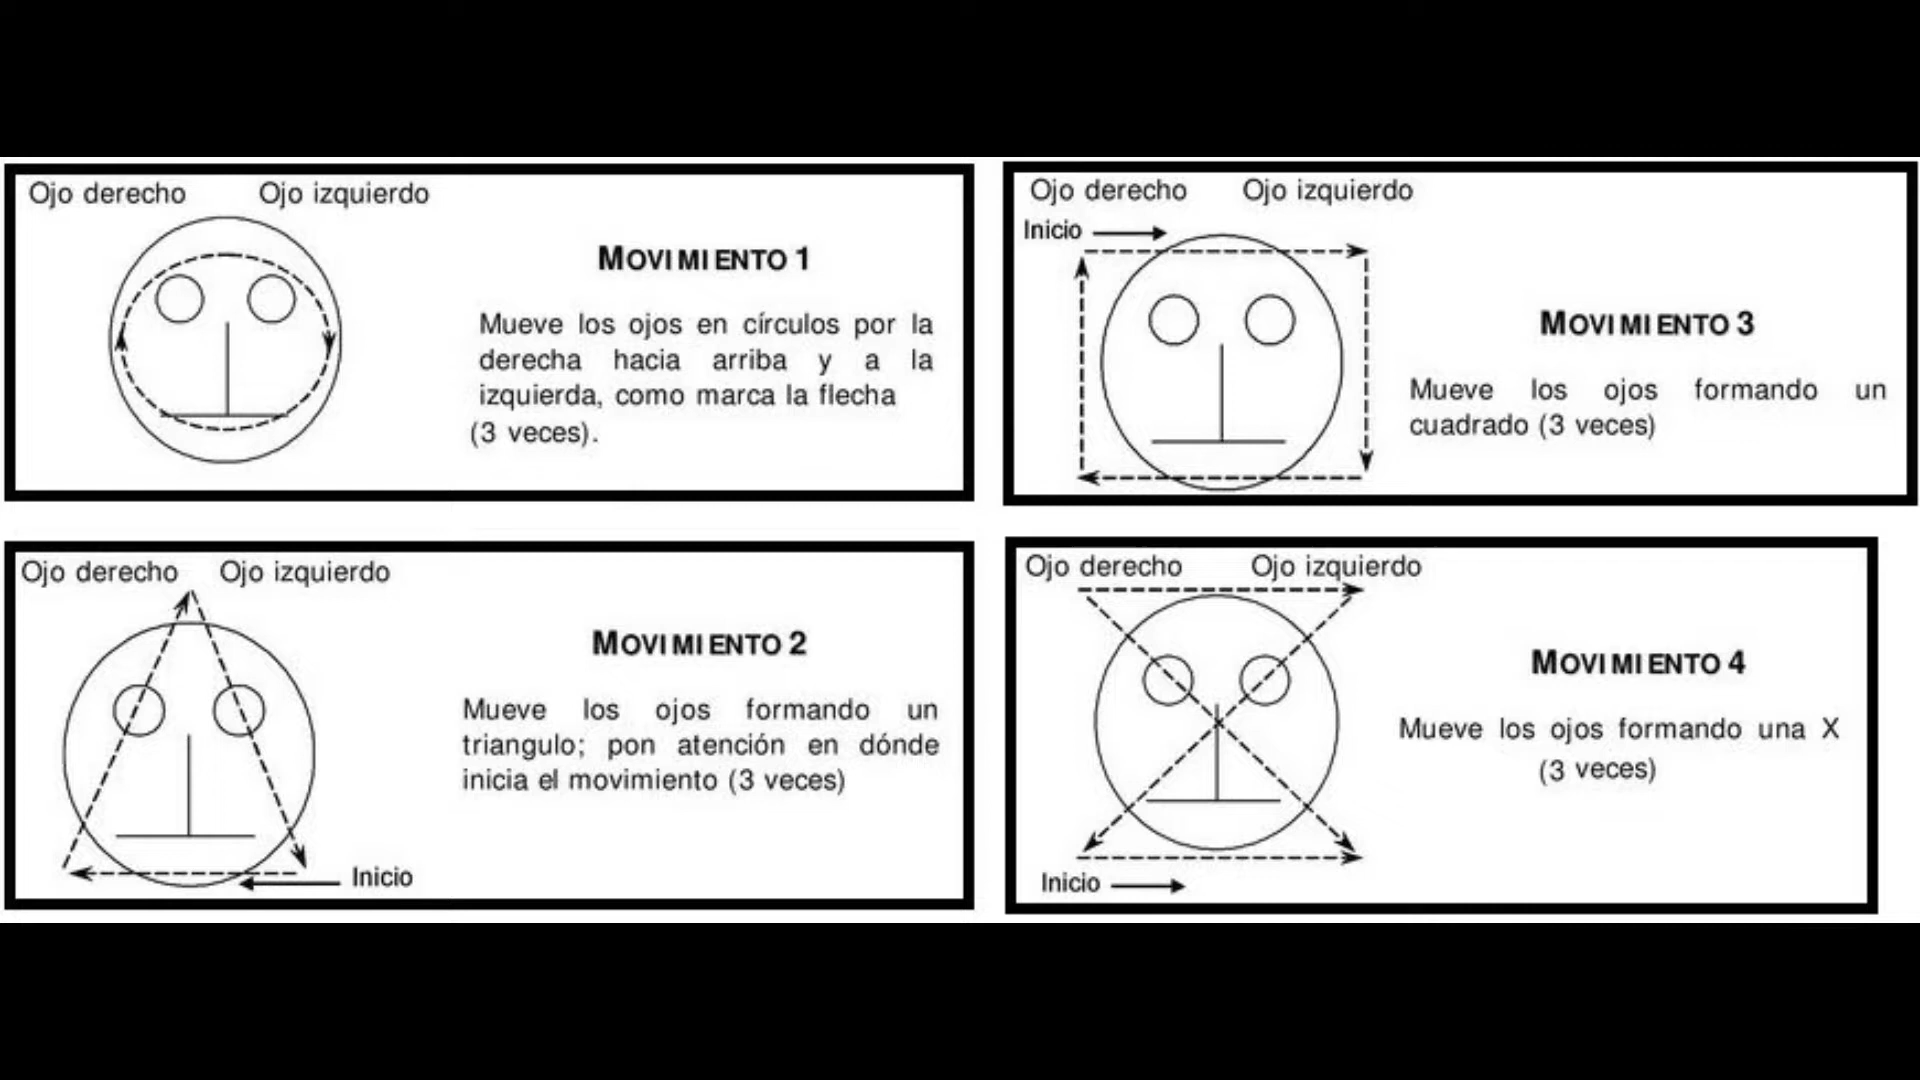 Ojo derecho Ojo izquierdo
MOVIMIENTO 1
Mueve los ojos en círculos por la
derecha hacia arriba y a la
izquierda, como marca la flecha
(3 veces).
Ojo derecho Ojo izquierdo
MOVIMIENTO 2
Mueve los ojos formando un
triangulo; pon atención en dónde
inicia el movimiento (3 veces)
Inicio
Ojo derecho Ojo izquierdo
Inicio
MOVIMIENTO 3
Mueve los ojos formando un
cuadrado (3 veces)
Ojo derecho Ojo izquierdo
MOVIMIENTO 4
Mueve los ojos formando una X
(3 veces)
Inicio